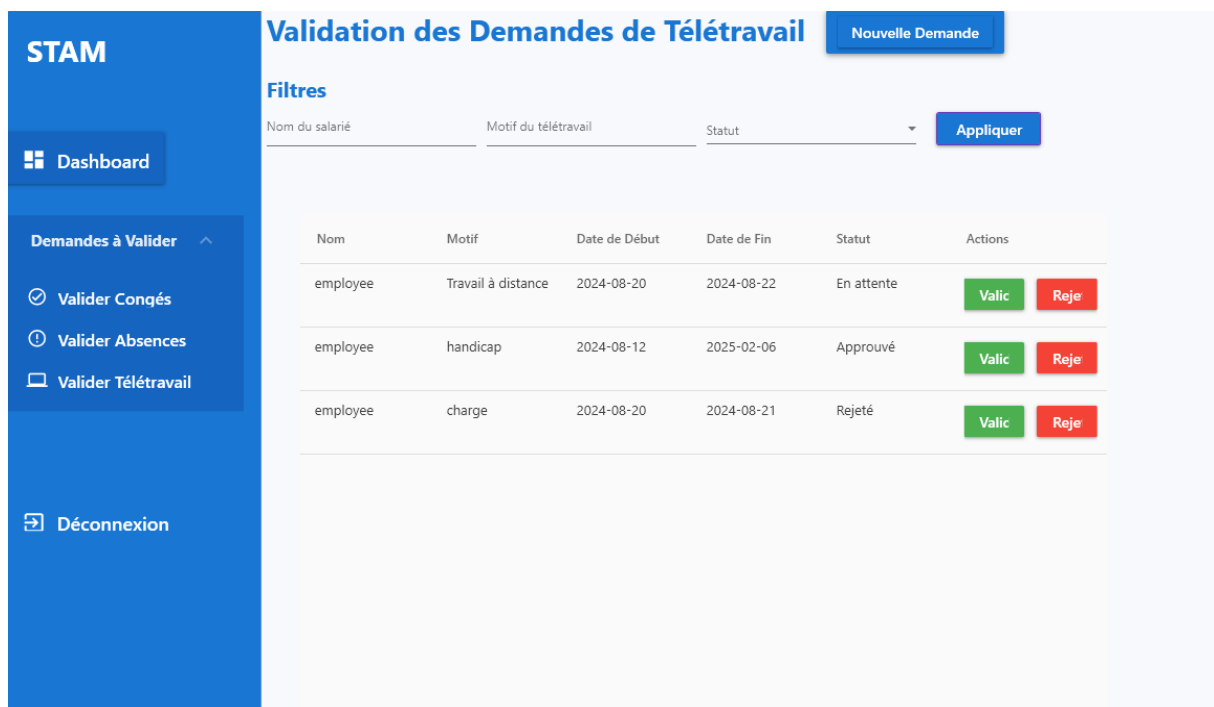 STAM
Dashboard
Demandes à Valider
Valider Congés
Valider Absences
Valider Télétravail
Déconnexion
Validation des Demandes de Télétravail Nouvelle Demande
Filtres
Nom du salarié Motif du télétravail Statut Appliquer
Nom Motif Date de Début Date de Fin Statut Actions
employee Travail à distance 2024-08-20 2024-08-22 En attente Valic Reje
employee handicap 2024-08-12 2025-02-06 Approuvé Valic Reje
employee charge 2024-08-20 2024-08-21 Rejeté Valic Reje